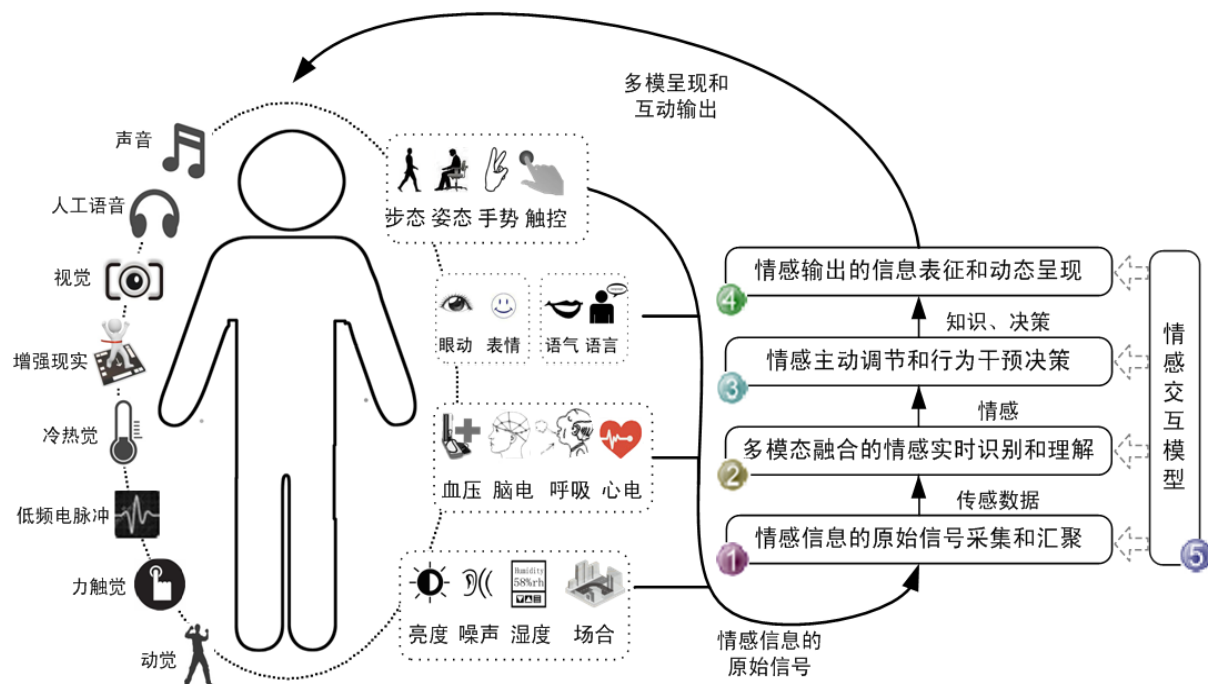 多模呈现和
互动输出
声音
人工语音
视觉
增强现实
冷热觉
低频电脉冲
力触觉
动觉
步态 姿态 手势 触控
眼动 表情
语气 语言
血压 脑电 呼吸 心电
Humidity
58%rh
亮度 噪声 湿度 场合
情感信息的
原始信号
情感输出的信息表征和动态呈现
4
知识、决策
情感主动调节和行为干预决策
3
情感
多模态融合的情感实时识别和理解
2
传感数据
情感信息的原始信号采集和汇聚
1
情感交互模型
5